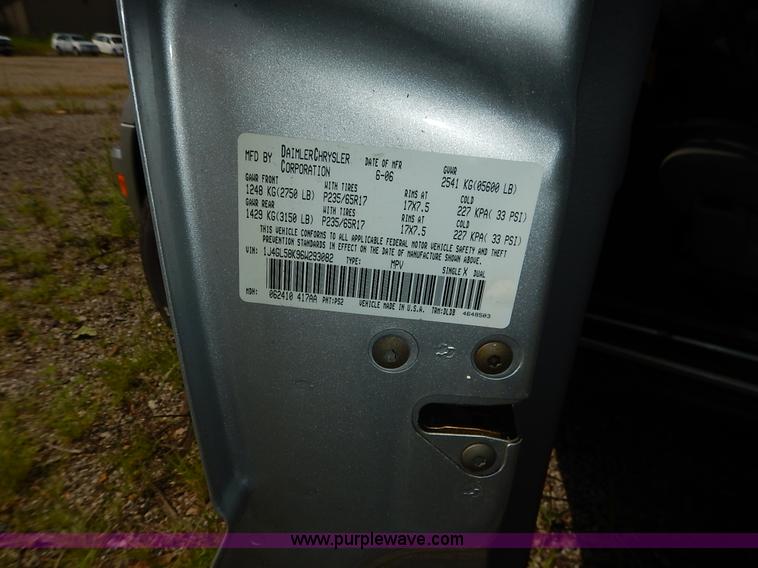 MFD BY DAIMLERCHRYSLER CORPORATION DATE OF MFR 6-06 GVWR 2541 KG(05600 LB)
GAWR FRONT WITH TIRES RIMS AT COLD
1248 KG(2750 LB) P235/65R17 17X7.5 227 KPA( 33 PSI)
GAWR REAR WITH TIRES RIMS AT COLD
1429 KG(3150 LB) P235/65R17 17X7.5 227 KPA( 33 PSI)
THIS VEHICLE CONFORMS TO ALL APPLICABLE FEDERAL MOTOR VEHICLE SAFETY AND THEFT
PREVENTION STANDARDS IN EFFECT ON THE DATE OF MANUFACTURE SHOWN ABOVE.
VIN: 1J4GL58K96W293082 TYPE: MPV SINGLE X DUAL
MDH: 062410 417AA PNT:PS2 VEHICLE MADE IN U.S.A. TRM:DLDB 4648503
www.purplewave.com